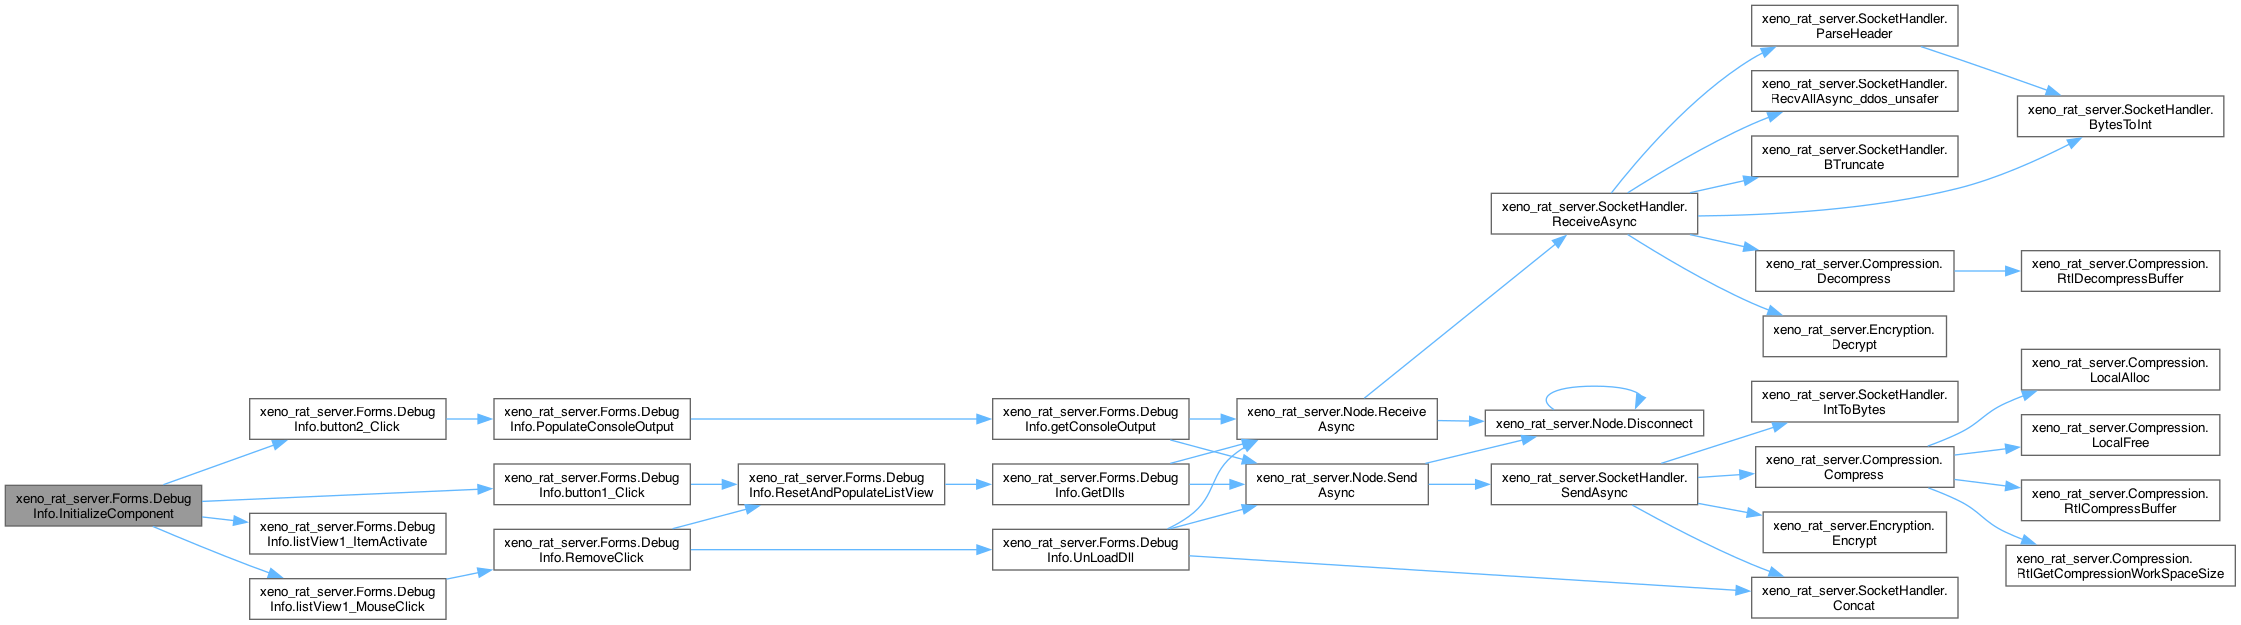 xeno_rat_server.Forms.Debug
Info.InitializeComponent
xeno_rat_server.Forms.Debug
Info.button2_Click
xeno_rat_server.Forms.Debug
Info.button1_Click
xeno_rat_server.Forms.Debug
Info.listView1_ItemActivate
xeno_rat_server.Forms.Debug
Info.listView1_MouseClick
xeno_rat_server.Forms.Debug
Info.PopulateConsoleOutput
xeno_rat_server.Forms.Debug
Info.RemoveClick
xeno_rat_server.Forms.Debug
Info.ResetAndPopulateListView
xeno_rat_server.Forms.Debug
Info.getConsoleOutput
xeno_rat_server.Forms.Debug
Info.GetDlls
xeno_rat_server.Forms.Debug
Info.UnLoadDll
xeno_rat_server.Node.Receive
Async
xeno_rat_server.Node.Send
Async
xeno_rat_server.Node.Disconnect
xeno_rat_server.SocketHandler.
ReceiveAsync
xeno_rat_server.SocketHandler.
SendAsync
xeno_rat_server.SocketHandler.
ParseHeader
xeno_rat_server.SocketHandler.
RecvAllAsync_ddos_unsafer
xeno_rat_server.SocketHandler.
BTruncate
xeno_rat_server.SocketHandler.
BytesToInt
xeno_rat_server.Compression.
Decompress
xeno_rat_server.Compression.
RtlDecompressBuffer
xeno_rat_server.Encryption.
Decrypt
xeno_rat_server.SocketHandler.
IntToBytes
xeno_rat_server.Compression.
Compress
xeno_rat_server.Encryption.
Encrypt
xeno_rat_server.SocketHandler.
Concat
xeno_rat_server.Compression.
LocalAlloc
xeno_rat_server.Compression.
LocalFree
xeno_rat_server.Compression.
RtlCompressBuffer
xeno_rat_server.Compression.
RtlGetCompressionWorkSpaceSize